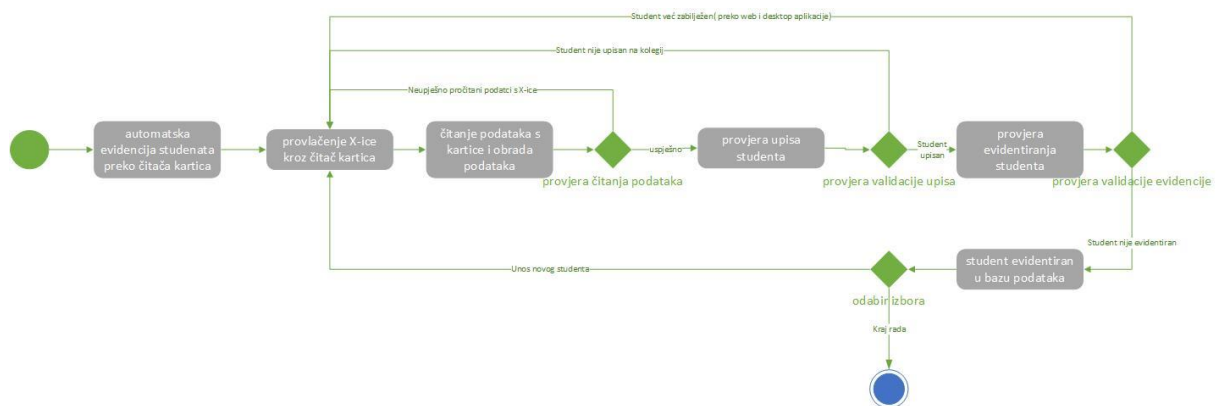 Student već zabilježen( preko web i desktop aplikacije)
Student nije upisan na kolegij
Neupješno pročitani podatci s X-ice
automatska
evidencija studenata
preko čitača kartica
provlačenje X-ice
kroz čitač kartica
čitanje podataka s
kartice i obrada
podataka
uspješno
provjera čitanja podataka
provjera upisa
studenta
provjera validacije upisa
Student
upisan
provjera
evidentiranja
studenta
provjera validacije evidencije
Student nije evidentiran
student evidentiran
u bazu podataka
odabir izbora
Unos novog studenta
Kraj rada